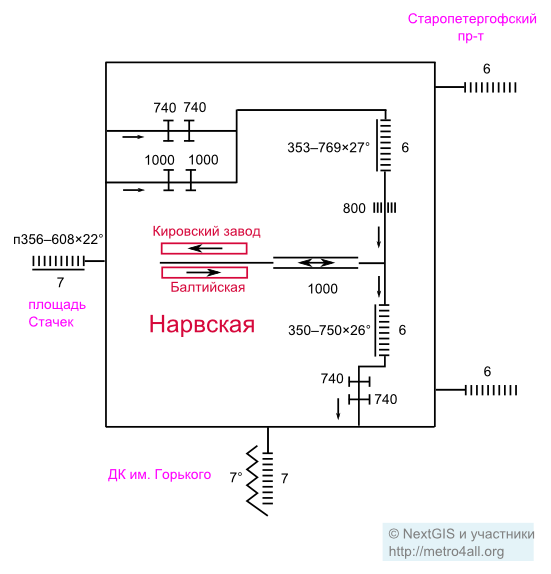 Старопетергофский
пр-т
6
740 740
353–769×27°
6
1000 1000
800
п356–608×22°
Кировский завод
7
Балтийская
1000
площадь
Стачек
Нарвская
350–750×26°
6
740
6
740
ДК им. Горького
7°
7
© NextGIS и участники
http://metro4all.org